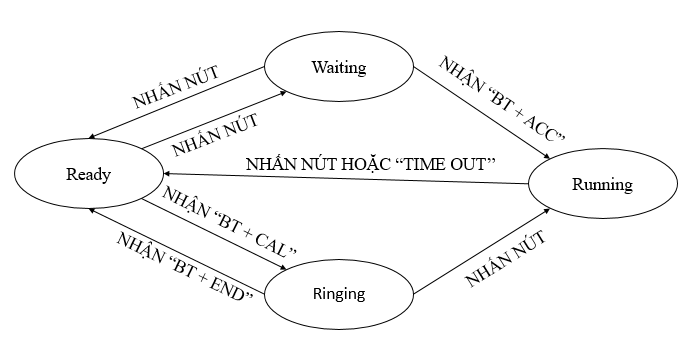 Waiting
NHẤN NÚT
NHẬN “BT + ACC”
NHẤN NÚT
NHẤN NÚT HOẶC “TIME OUT”
Ready
Running
NHẬN “BT + CAL”
NHẬN “BT + END”
NHẤN NÚT
Ringing